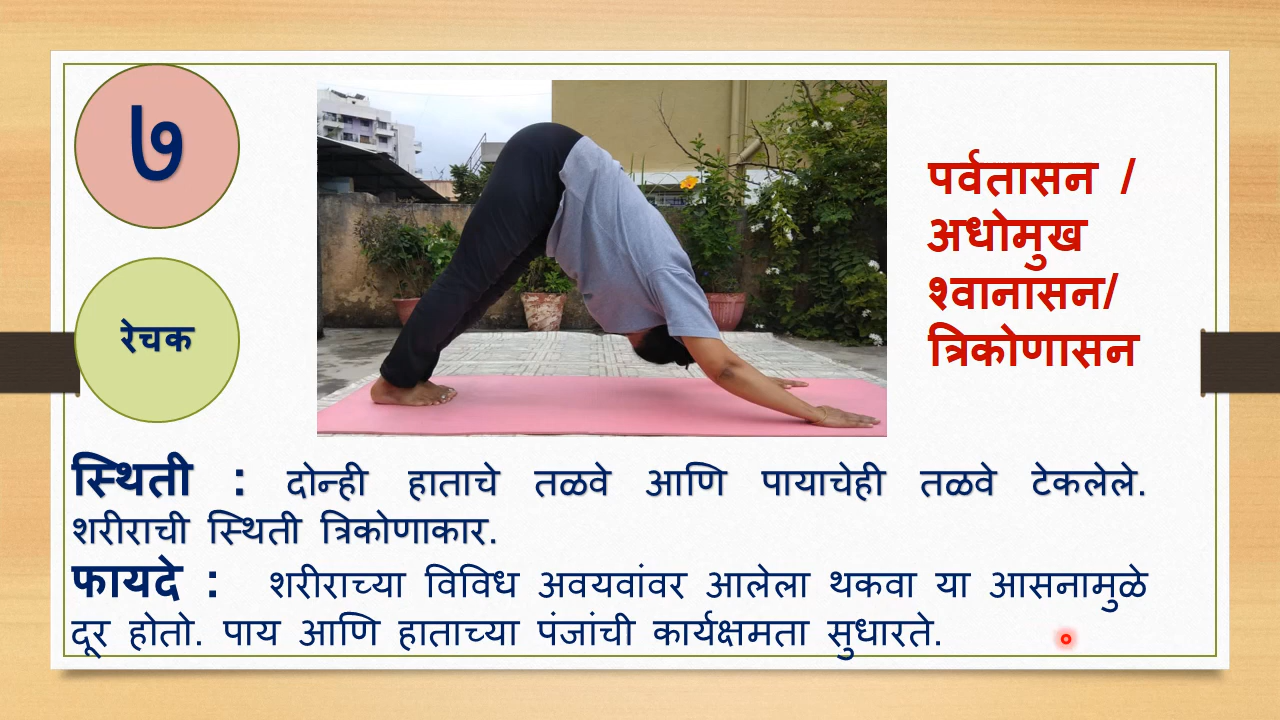 ७
रेचक
पर्वतासन /
अधोमुख
श्वानासन/
त्रिकोणासन
स्थिती : दोन्ही हाताचे तळवे आणि पायाचेही तळवे टेकलेले.
शरीराची स्थिती त्रिकोणाकार.
फायदे : शरीराच्या विविध अवयवांवर आलेला थकवा या आसनामुळे
दूर होतो. पाय आणि हाताच्या पंजांची कार्यक्षमता सुधारते.